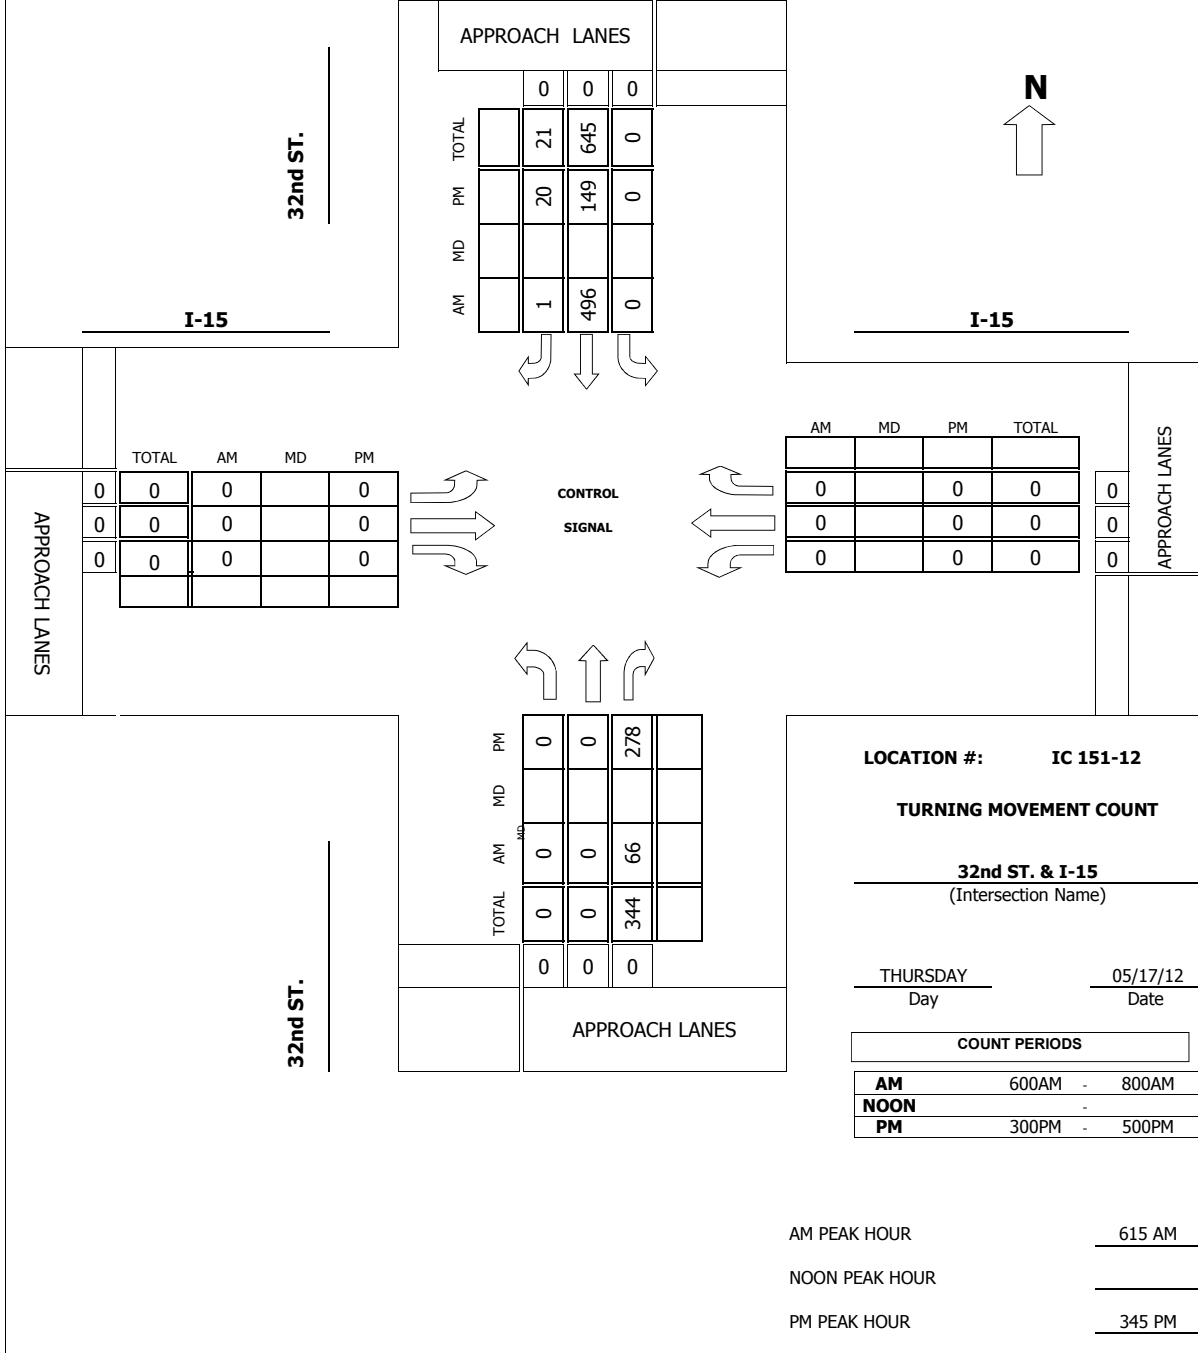 APPROACH LANES
0 0 0
N
32nd ST.
TOTAL 21 645 0
PM 20 149 0
MD
AM 1 496 0
I-15
I-15
AM MD PM TOTAL
TOTAL AM MD PM
0 0 0 0
0 0 0 0
0 0 0 0
APPROACH LANES
CONTROL
SIGNAL
0 0 0 0
0 0 0 0
0 0 0 0
APPROACH LANES
PM 0 0 278
MD
MD
AM 0 0 66
TOTAL 0 0 344
0 0 0
APPROACH LANES
32nd ST.
LOCATION #: IC 151-12
TURNING MOVEMENT COUNT
32nd ST. & I-15
(Intersection Name)
THURSDAY 05/17/12
Day Date
COUNT PERIODS
AM 600AM - 800AM
NOON -
PM 300PM - 500PM
AM PEAK HOUR 615 AM
NOON PEAK HOUR
PM PEAK HOUR 345 PM